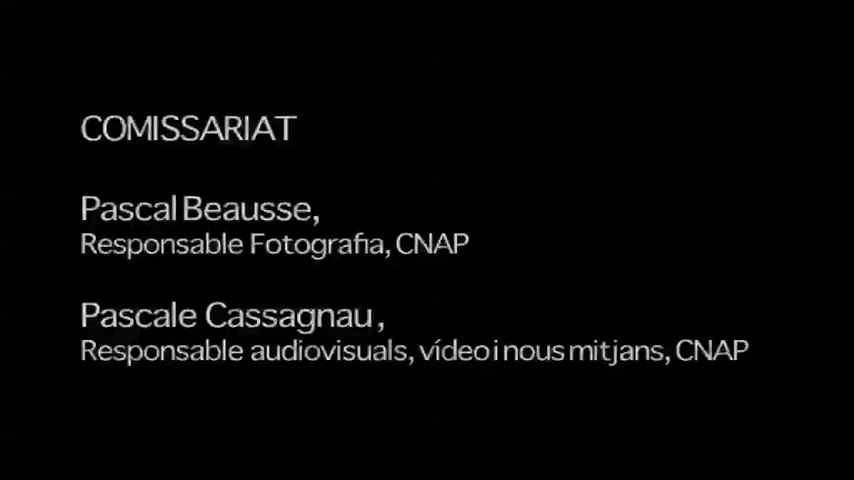 COMISSARIAT
Pascal Beausse,
Responsable Fotografia, CNAP
Pascale Cassagnau,
Responsable audiovisuals, vídeo i nous mitjans, CNAP